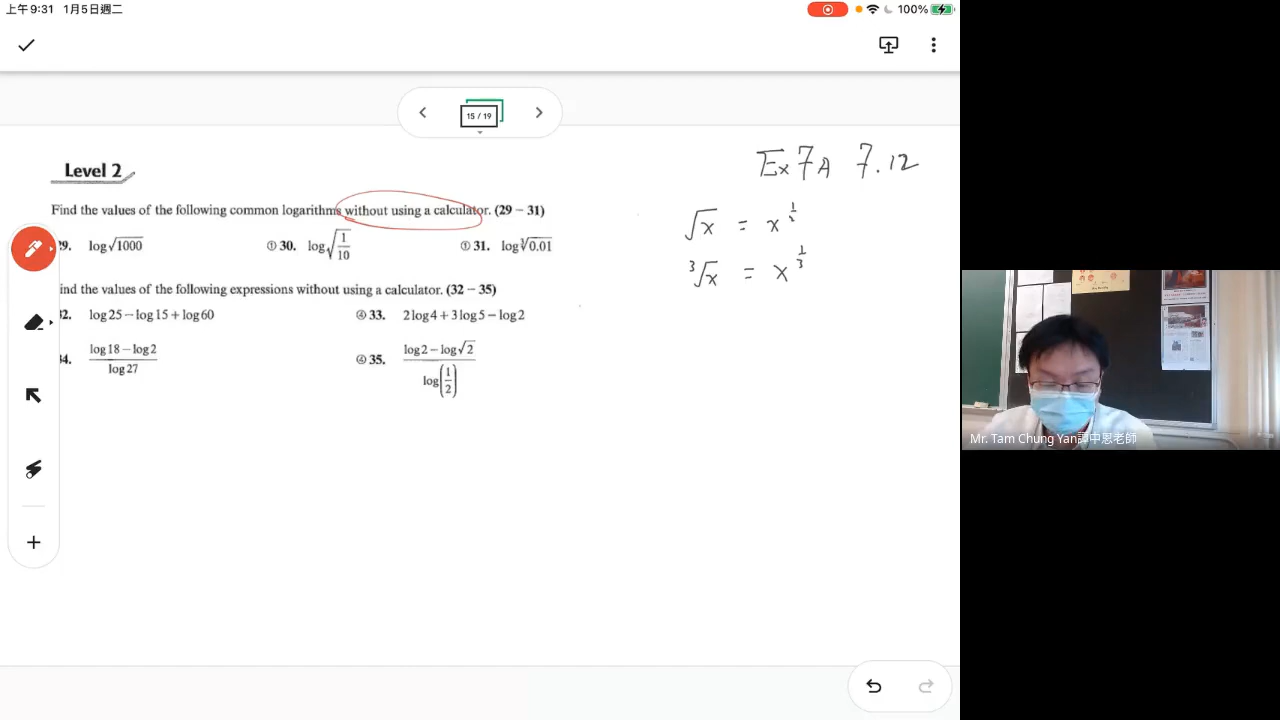 上午9:31 1月5日週二
100%
15 / 19
Ex 7A 7.12
Level 2
Find the values of the following common logarithms without using a calculator. (29 – 31)
29. log√1000 ① 30. log√(1/10) ① 31. log∛0.01
√x = x^(1/2)
∛x = x^(1/3)
ind the values of the following expressions without using a calculator. (32 – 35)
32. log 25 – log 15 + log 60 ④ 33. 2 log 4 + 3 log 5 – log 2
34. (log 18 – log 2)/(log 27) ④ 35. (log 2 – log√2)/(log(1/2))
Mr. Tam Chung Yan譚中恩老師